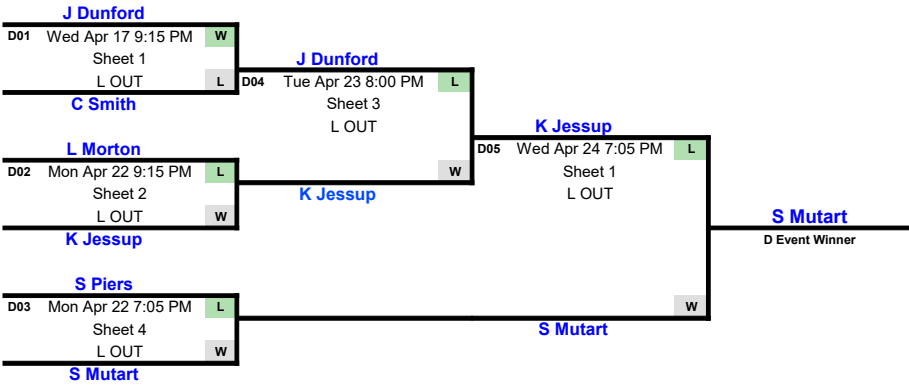 J Dunford
D01 Wed Apr 17 9:15 PM W
Sheet 1
L OUT L
C Smith
J Dunford
D04 Tue Apr 23 8:00 PM L
Sheet 3
L OUT
W
K Jessup
L Morton
D02 Mon Apr 22 9:15 PM L
Sheet 2
L OUT W
K Jessup
K Jessup
D05 Wed Apr 24 7:05 PM L
Sheet 1
L OUT
W
S Mutart
S Piers
D03 Mon Apr 22 7:05 PM L
Sheet 4
L OUT W
S Mutart
S Mutart
D Event Winner